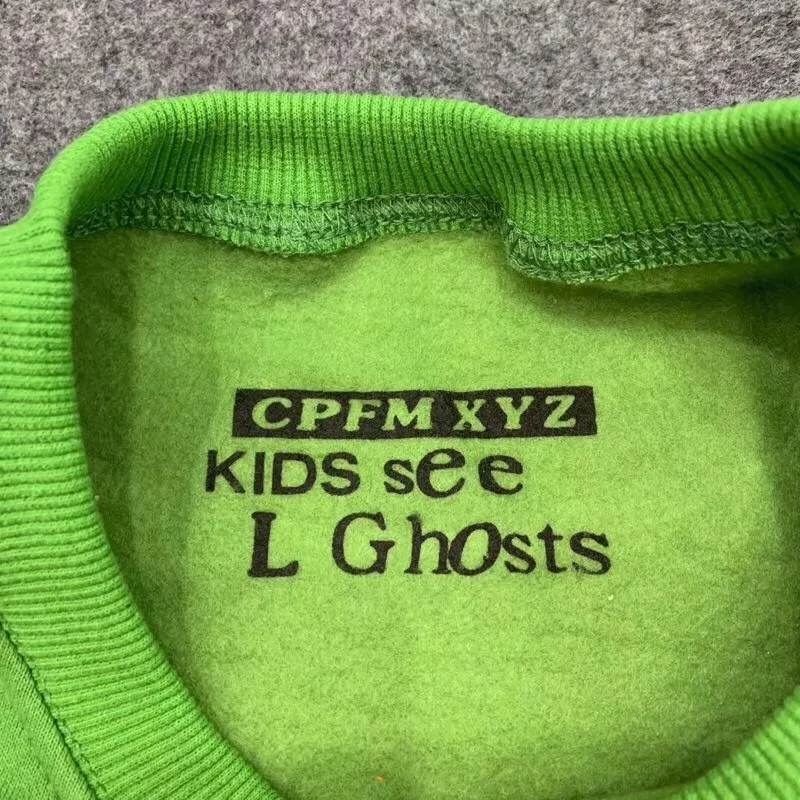 CPFM XYZ
KIDS see
L Ghosts